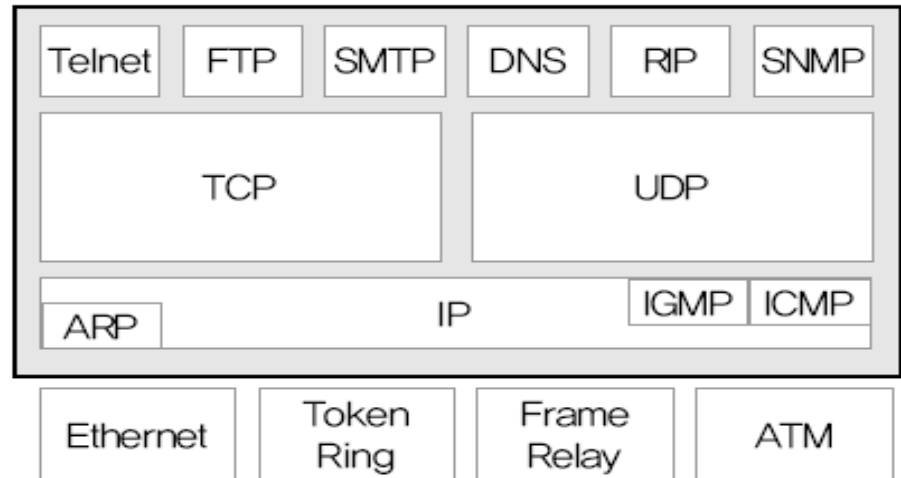 Telnet FTP SMTP DNS RIP SNMP
TCP UDP
IGMP ICMP
ARP IP
Ethernet Token Ring Frame Relay ATM